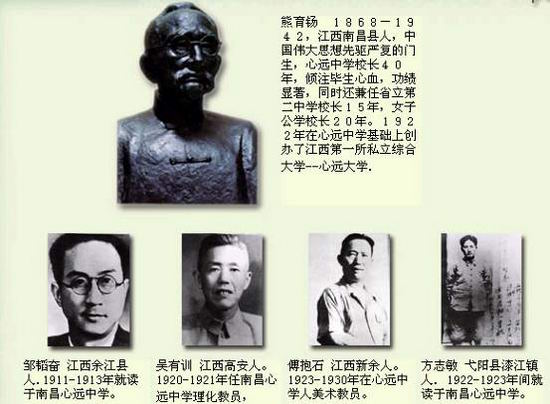 熊育钖　１８６８－１９
４２，江西南昌县人，中
国伟大思想先驱严复的门
生，心远中学校长４０
年，倾注毕生心血，功绩
显著，同时还兼任省立第
二中学校长１５年，女子
公学校长２０年。１９２
２年在心远中学基础上创
办了江西第一所私立综合
大学--心远大学.
邹韬奋 江西余江县
人.1911-1913年就读
于南昌心远中学。
吴有训 江西高安人。
1920-1921年任南昌心
远中学理化教员，
傅抱石 江西新余人。
1923-1930年在心远中
学人美术教员。
方志敏 弋阳县漆江镇
人. 1922-1923年间就
读于南昌心远中学。